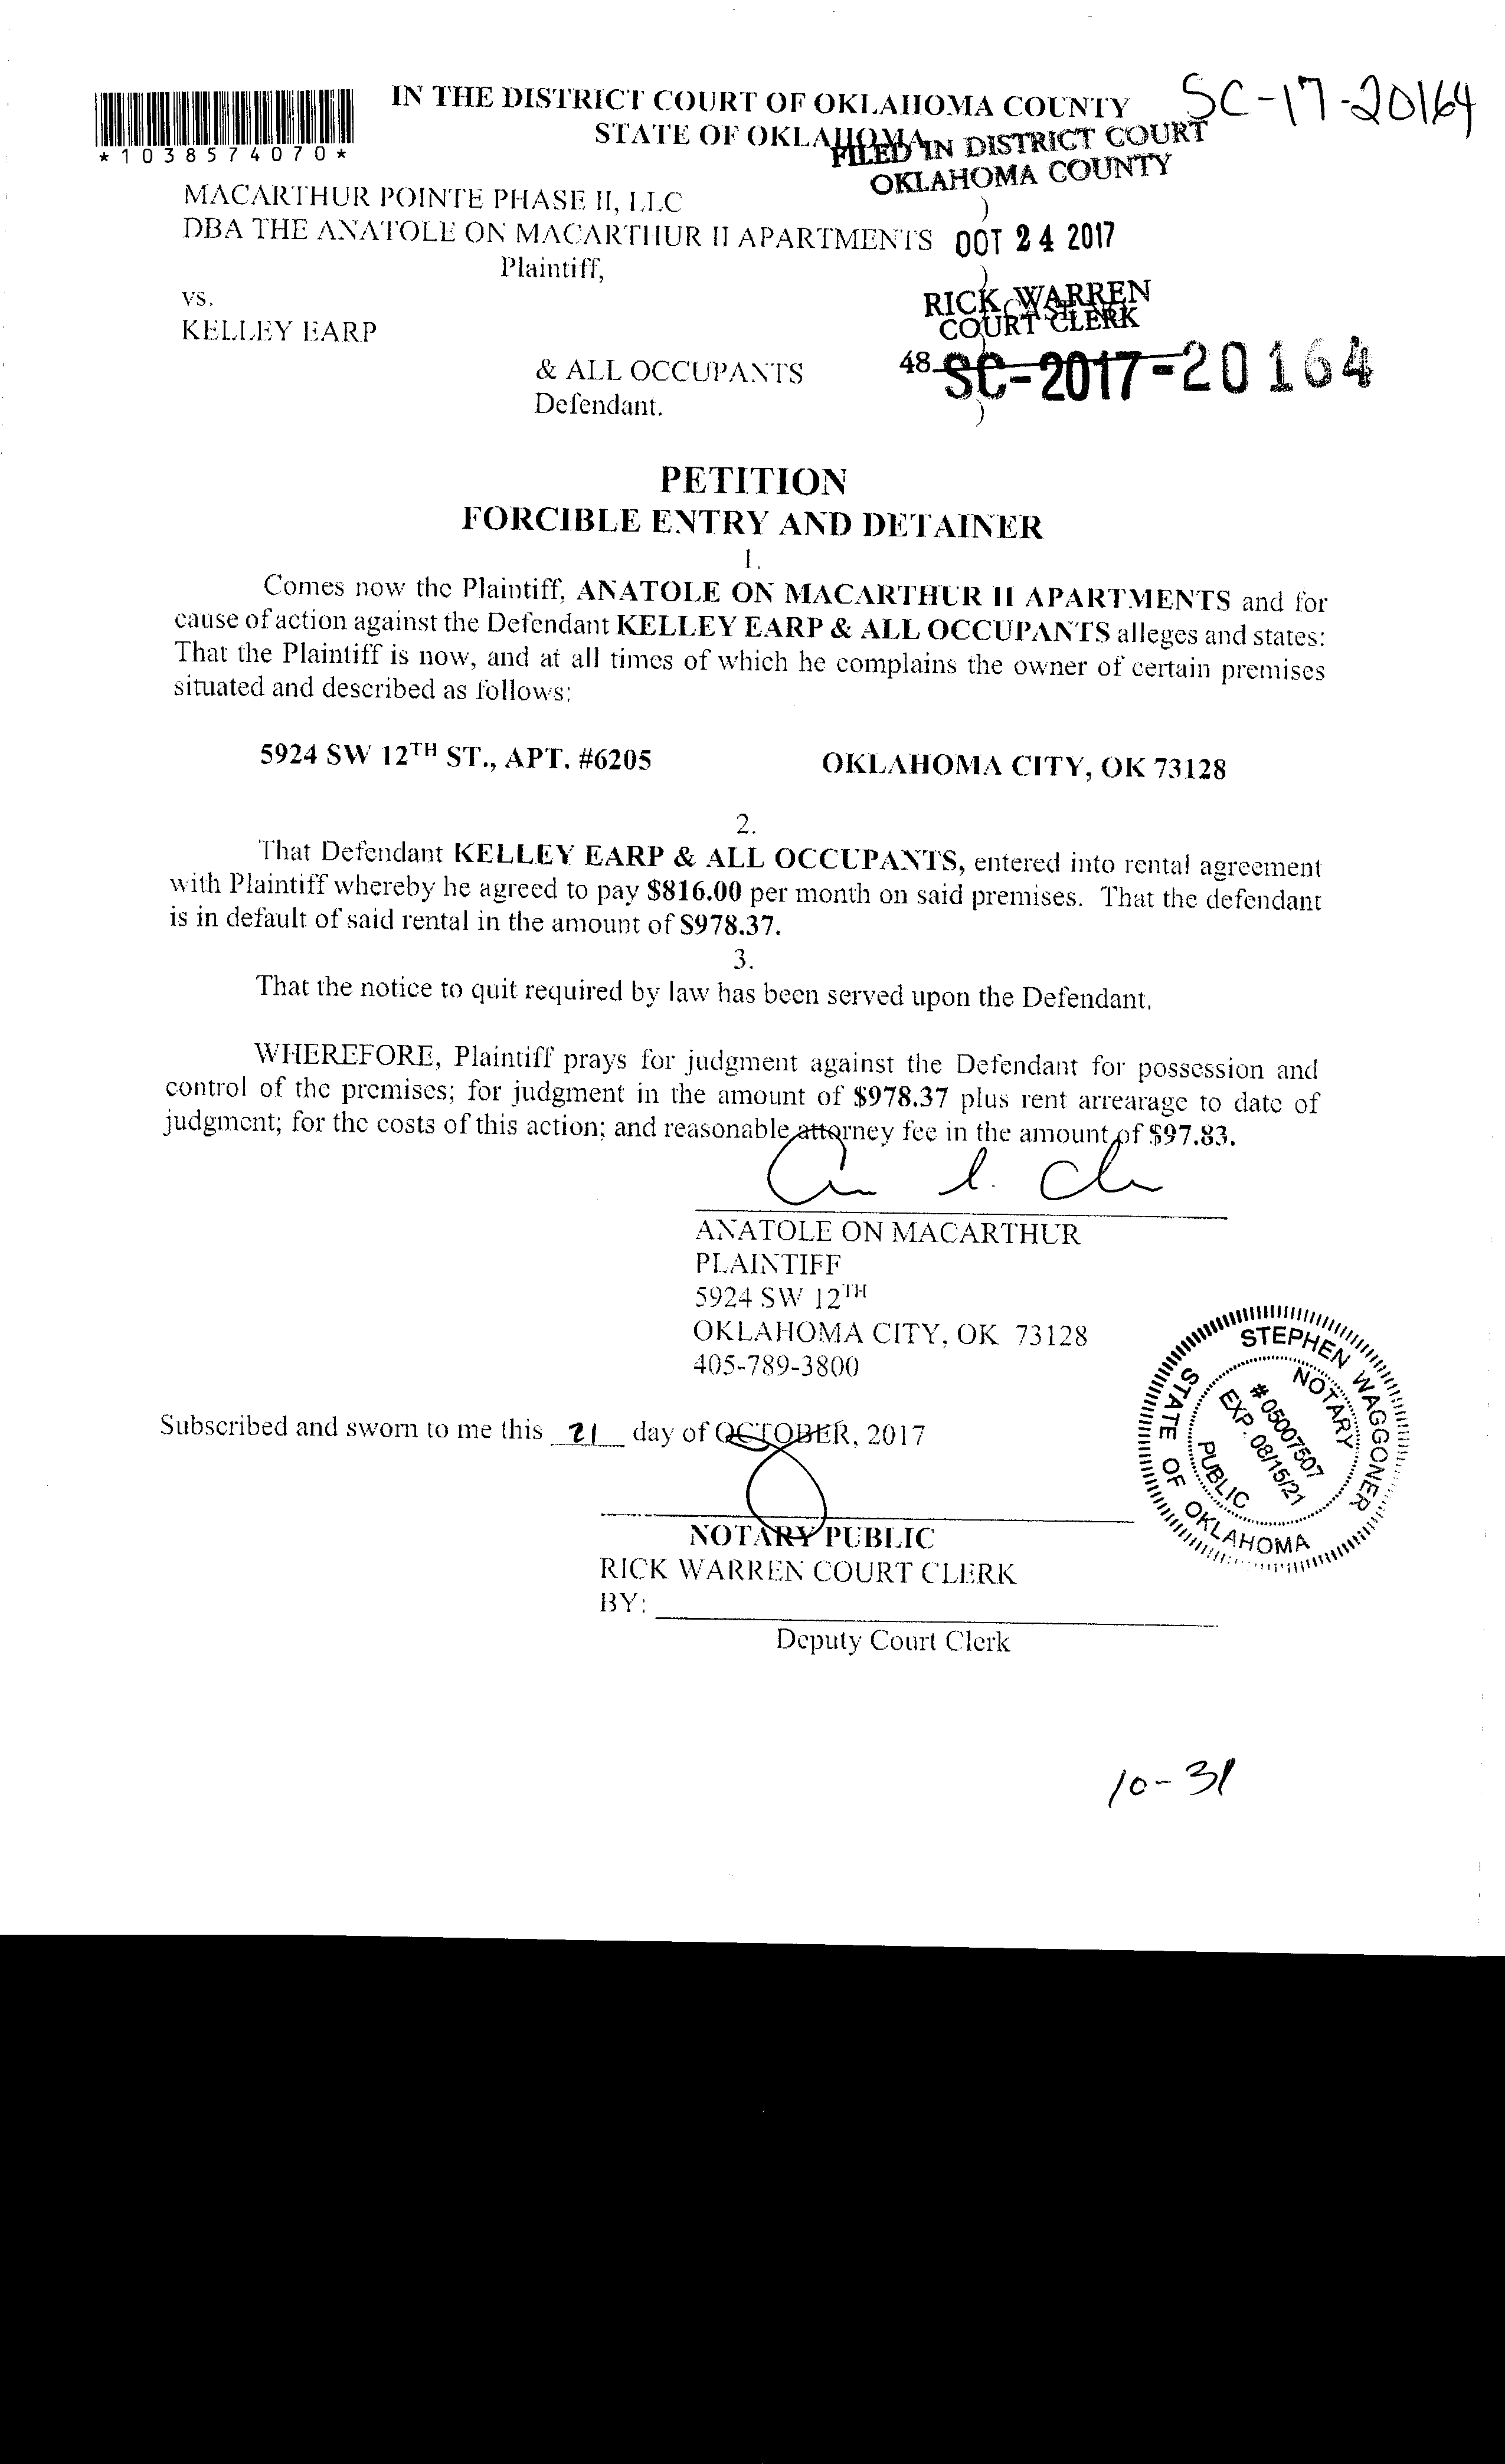 IN THE DISTRICT COURT OF OKLAHOMA COUNTY
SC-17-20164
STATE OF OKLAHOMA
*1038574070*
FILED IN DISTRICT COURT
OKLAHOMA COUNTY
MACARTHUR POINTE PHASE II, LLC )
DBA THE ANATOLE ON MACARTHUR II APARTMENTS
OCT 24 2017
Plaintiff, )
vs.
RICK WARREN
COURT CLERK
KELLEY EARP
& ALL OCCUPANTS
48
SC-2017-20164
Defendant. )
PETITION
FORCIBLE ENTRY AND DETAINER
1.
Comes now the Plaintiff, ANATOLE ON MACARTHUR II APARTMENTS and for
cause of action against the Defendant KELLEY EARP & ALL OCCUPANTS alleges and states:
That the Plaintiff is now, and at all times of which he complains the owner of certain premises
situated and described as follows:
5924 SW 12TH ST., APT. #6205 OKLAHOMA CITY, OK 73128
2.
That Defendant KELLEY EARP & ALL OCCUPANTS, entered into rental agreement
with Plaintiff whereby he agreed to pay $816.00 per month on said premises. That the defendant
is in default of said rental in the amount of $978.37.
3.
That the notice to quit required by law has been served upon the Defendant.
WHEREFORE, Plaintiff prays for judgment against the Defendant for possession and
control of the premises; for judgment in the amount of $978.37 plus rent arrearage to date of
judgment; for the costs of this action; and reasonable attorney fee in the amount of $97.83.
ANATOLE ON MACARTHUR
PLAINTIFF
5924 SW 12TH
OKLAHOMA CITY, OK 73128
405-789-3800
Subscribed and sworn to me this 21 day of OCTOBER, 2017
STEPHEN WAGGONER
NOTARY
PUBLIC
#05007507
EXP. 08/15/21
STATE OF OKLAHOMA
NOTARY PUBLIC
RICK WARREN COURT CLERK
BY:
Deputy Court Clerk
10-31